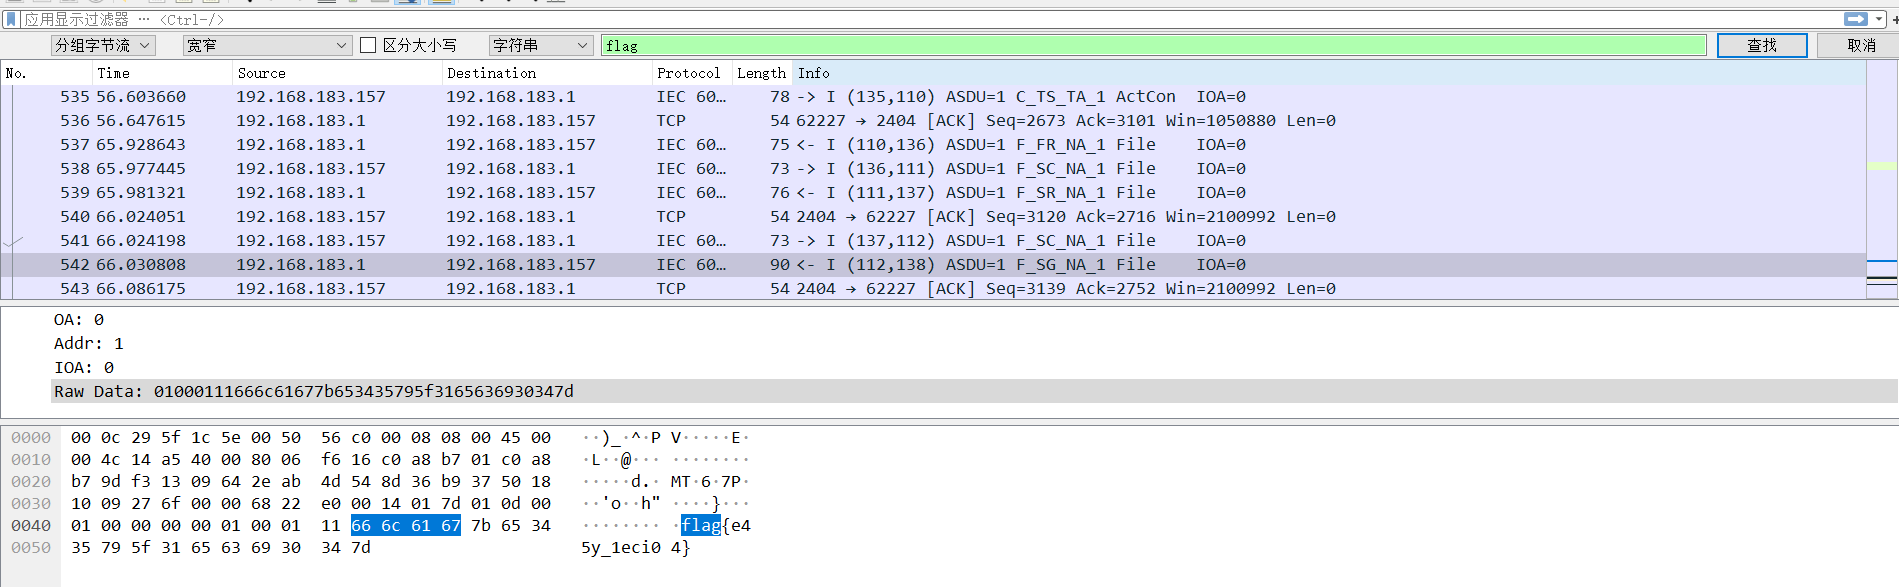 应用显示过滤器 … <Ctrl-/>
分组字节流 宽窄 区分大小写 字符串 flag 查找 取消
No. Time Source Destination Protocol Length Info
535 56.603660 192.168.183.157 192.168.183.1 IEC 60… 78 -> I (135,110) ASDU=1 C_TS_TA_1 ActCon IOA=0
536 56.647615 192.168.183.1 192.168.183.157 TCP 54 62227 → 2404 [ACK] Seq=2673 Ack=3101 Win=1050880 Len=0
537 65.928643 192.168.183.1 192.168.183.157 IEC 60… 75 <- I (110,136) ASDU=1 F_FR_NA_1 File IOA=0
538 65.977445 192.168.183.157 192.168.183.1 IEC 60… 73 -> I (136,111) ASDU=1 F_SC_NA_1 File IOA=0
539 65.981321 192.168.183.1 192.168.183.157 IEC 60… 76 <- I (111,137) ASDU=1 F_SR_NA_1 File IOA=0
540 66.024051 192.168.183.157 192.168.183.1 TCP 54 2404 → 62227 [ACK] Seq=3120 Ack=2716 Win=2100992 Len=0
541 66.024198 192.168.183.157 192.168.183.1 IEC 60… 73 -> I (137,112) ASDU=1 F_SC_NA_1 File IOA=0
542 66.030808 192.168.183.1 192.168.183.157 IEC 60… 90 <- I (112,138) ASDU=1 F_SG_NA_1 File IOA=0
543 66.086175 192.168.183.157 192.168.183.1 TCP 54 2404 → 62227 [ACK] Seq=3139 Ack=2752 Win=2100992 Len=0
OA: 0
Addr: 1
IOA: 0
Raw Data: 01000111666c61677b653435795f3165636930347d
0000 00 0c 29 5f 1c 5e 00 50 56 c0 00 08 08 00 45 00 ··)_·^·P V·····E·
0010 00 4c 14 a5 40 00 80 06 f6 16 c0 a8 b7 01 c0 a8 ·L··@··· ········
0020 b7 9d f3 13 09 64 2e ab 4d 54 8d 36 b9 37 50 18 ·····d.· MT·6·7P·
0030 10 09 27 6f 00 00 68 22 e0 00 14 01 7d 01 0d 00 ··'o··h" ····}···
0040 01 00 00 00 00 01 00 01 11 66 6c 61 67 7b 65 34 ········ ·flag{e4
0050 35 79 5f 31 65 63 69 30 34 7d 5y_1eci0 4}